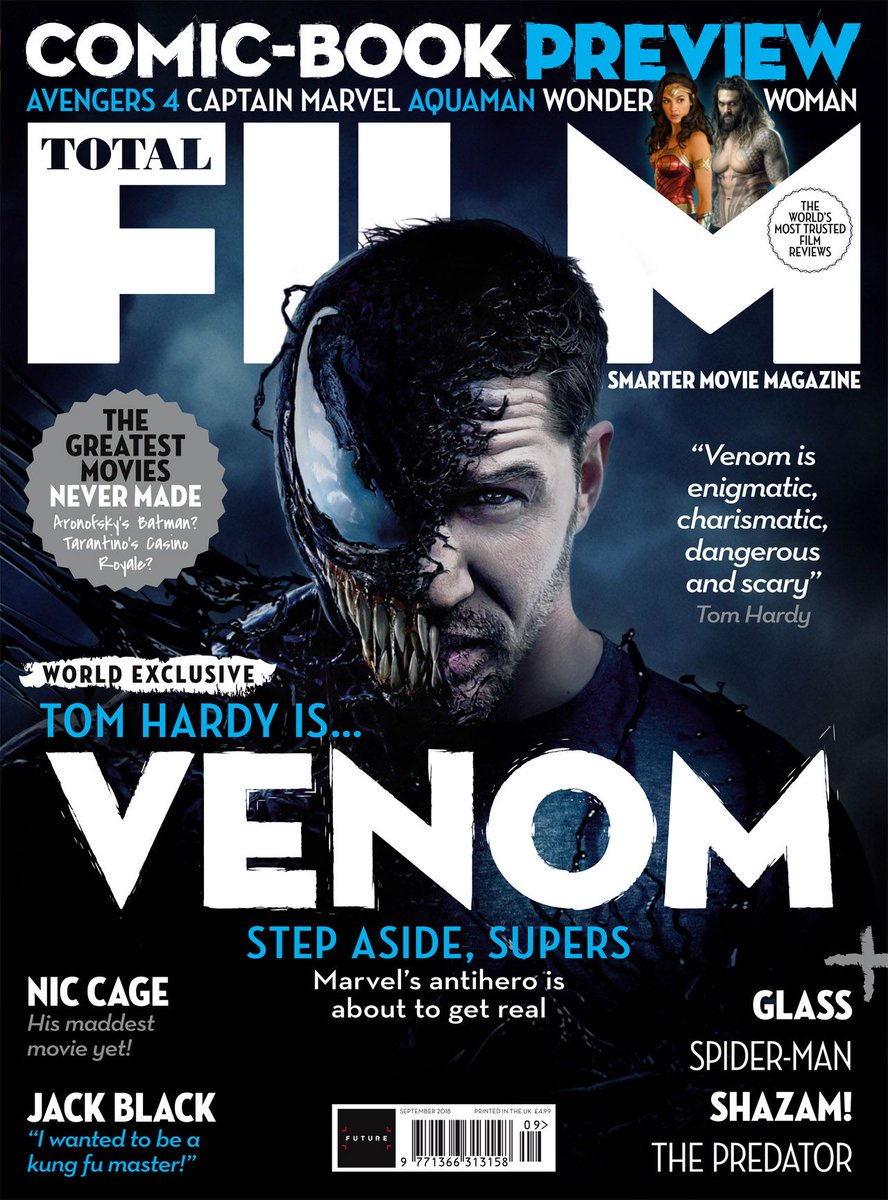 COMIC-BOOK PREVIEW
AVENGERS 4 CAPTAIN MARVEL AQUAMAN WONDER WOMAN
TOTAL
FILM
THE
WORLD'S
MOST TRUSTED
FILM
REVIEWS
SMARTER MOVIE MAGAZINE
THE
GREATEST
MOVIES
NEVER MADE
Aronofsky's Batman?
Tarantino's Casino
Royale?
“Venom is
enigmatic,
charismatic,
dangerous
and scary”
Tom Hardy
WORLD EXCLUSIVE
TOM HARDY IS...
VENOM
STEP ASIDE, SUPERS
Marvel's antihero is
about to get real
NIC CAGE
His maddest
movie yet!
JACK BLACK
“I wanted to be a
kung fu master!”
+
GLASS
SPIDER-MAN
SHAZAM!
THE PREDATOR
FUTURE
SEPTEMBER 2018 PRINTED IN THE UK £4.99
09>
9 771366 313158